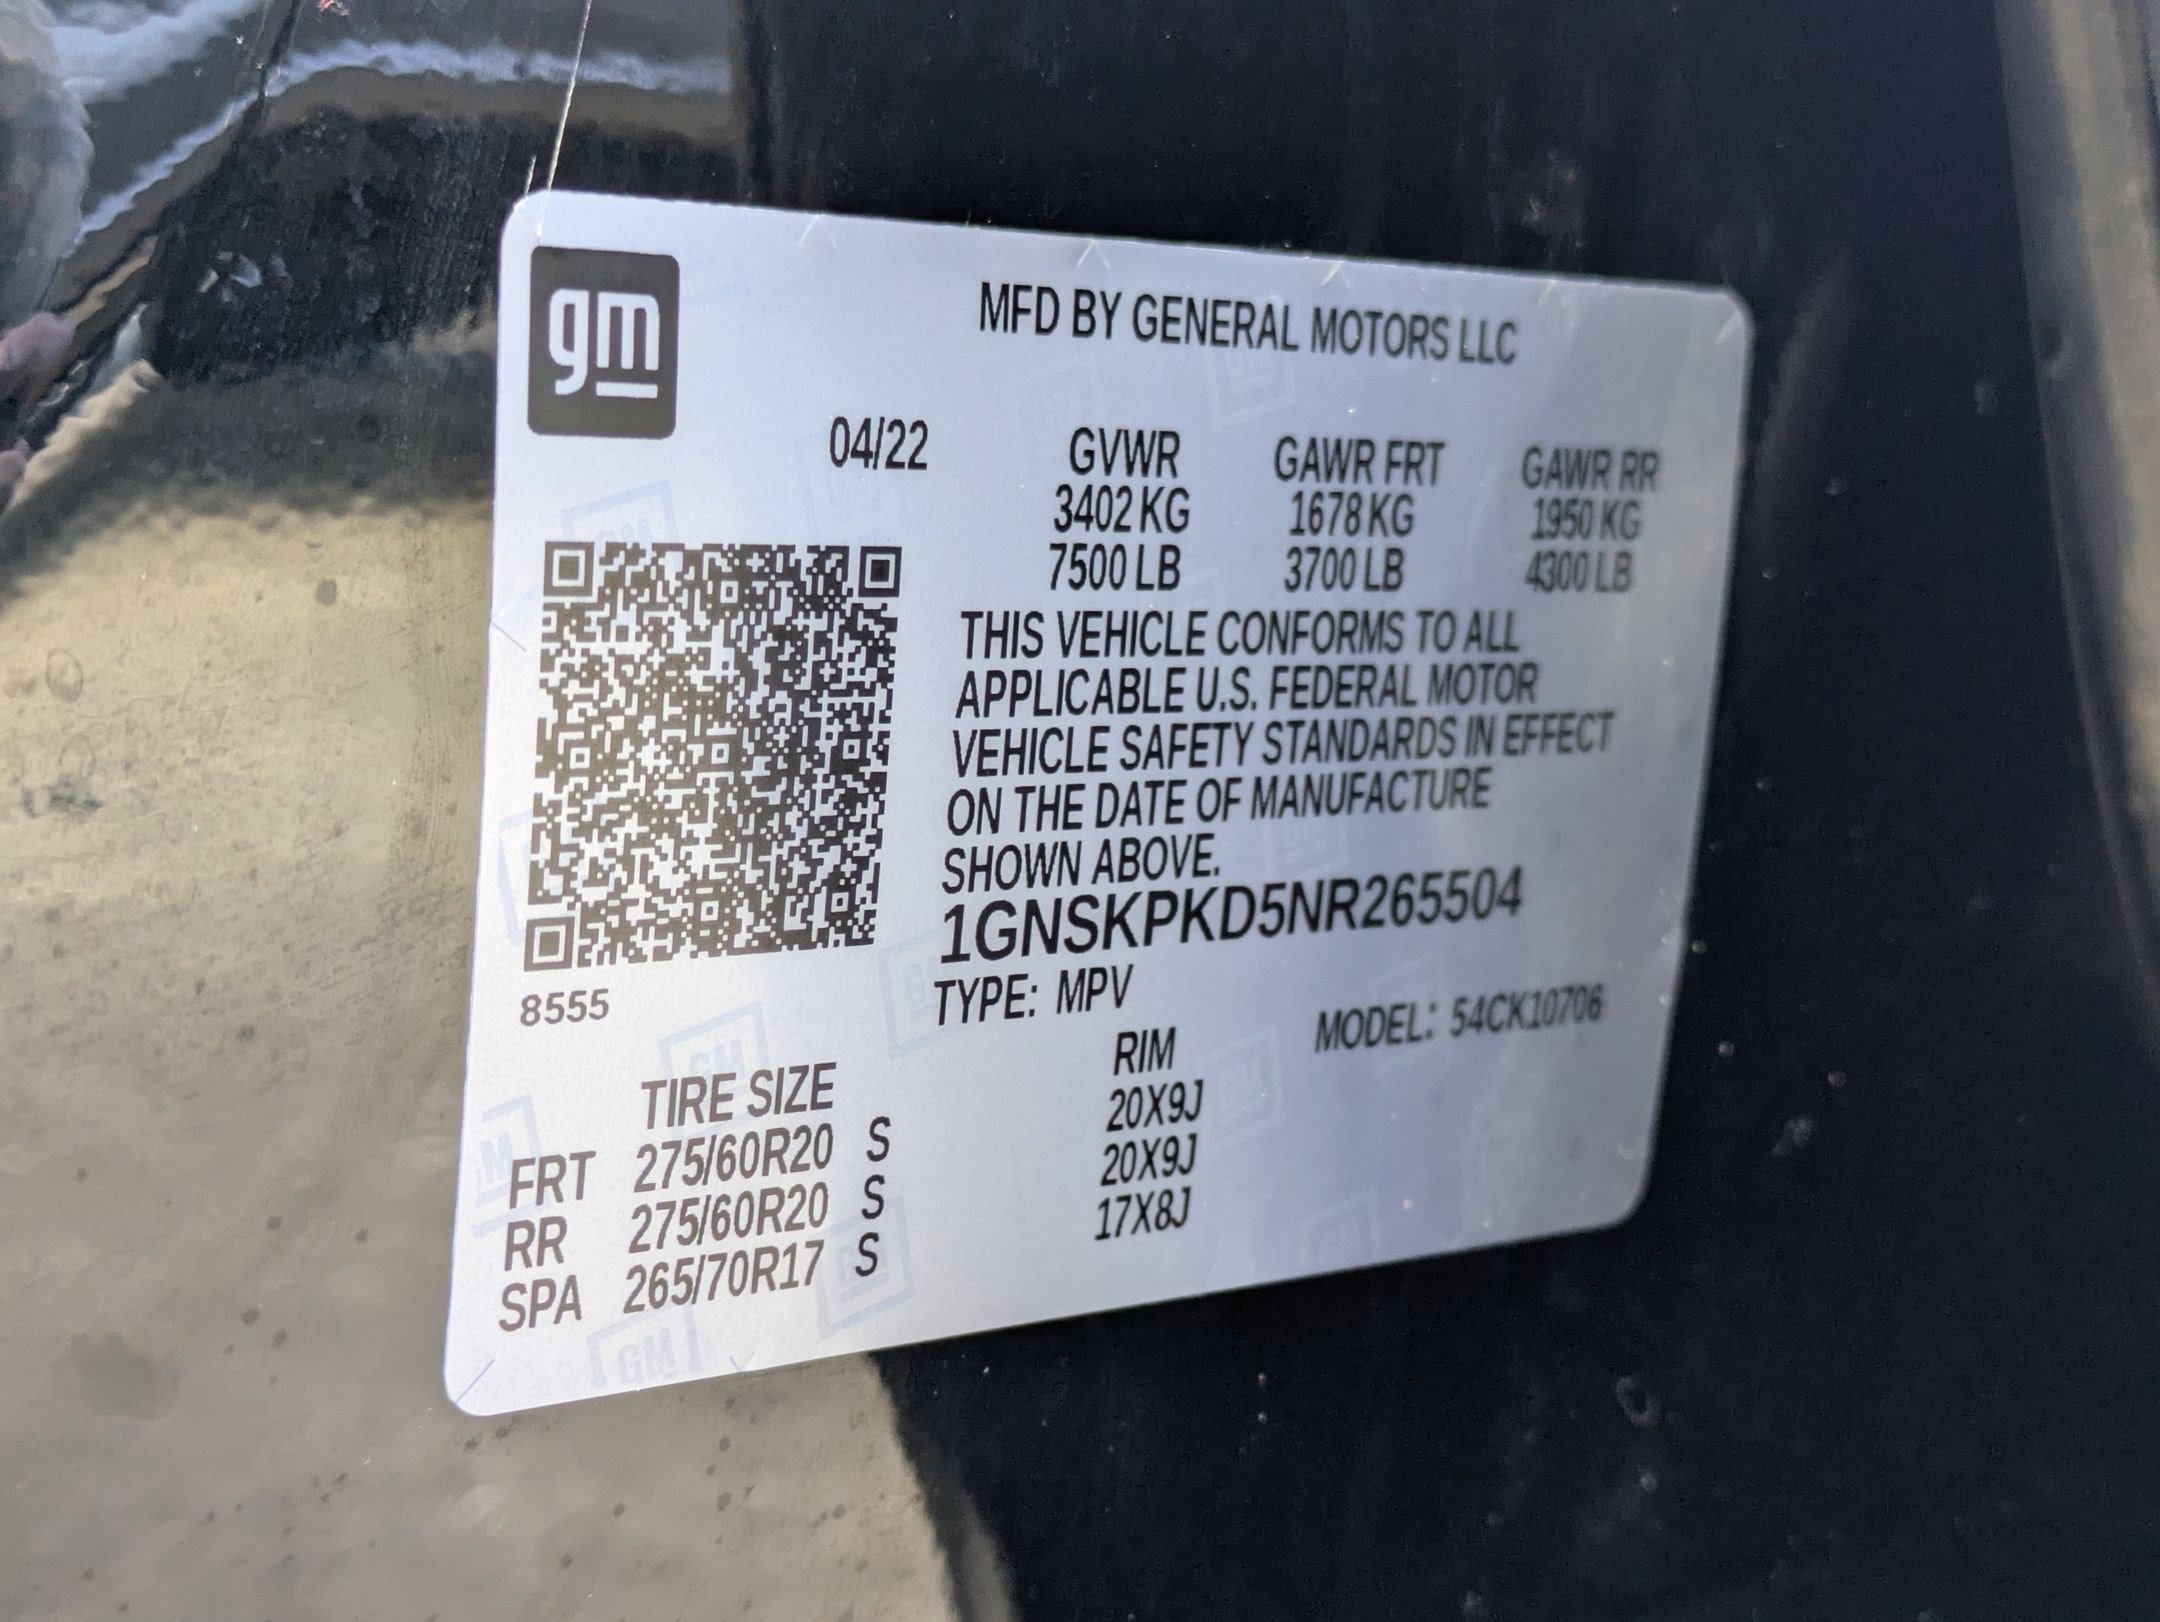 gm
MFD BY GENERAL MOTORS LLC
04/22 GVWR GAWR FRT GAWR RR
3402 KG 1678 KG 1950 KG
7500 LB 3700 LB 4300 LB
THIS VEHICLE CONFORMS TO ALL
APPLICABLE U.S. FEDERAL MOTOR
VEHICLE SAFETY STANDARDS IN EFFECT
ON THE DATE OF MANUFACTURE
SHOWN ABOVE.
1GNSKPKD5NR265504
8555
TYPE: MPV MODEL: 54CK10706
TIRE SIZE RIM
FRT 275/60R20 S 20X9J
RR 275/60R20 S 20X9J
SPA 265/70R17 S 17X8J
GM